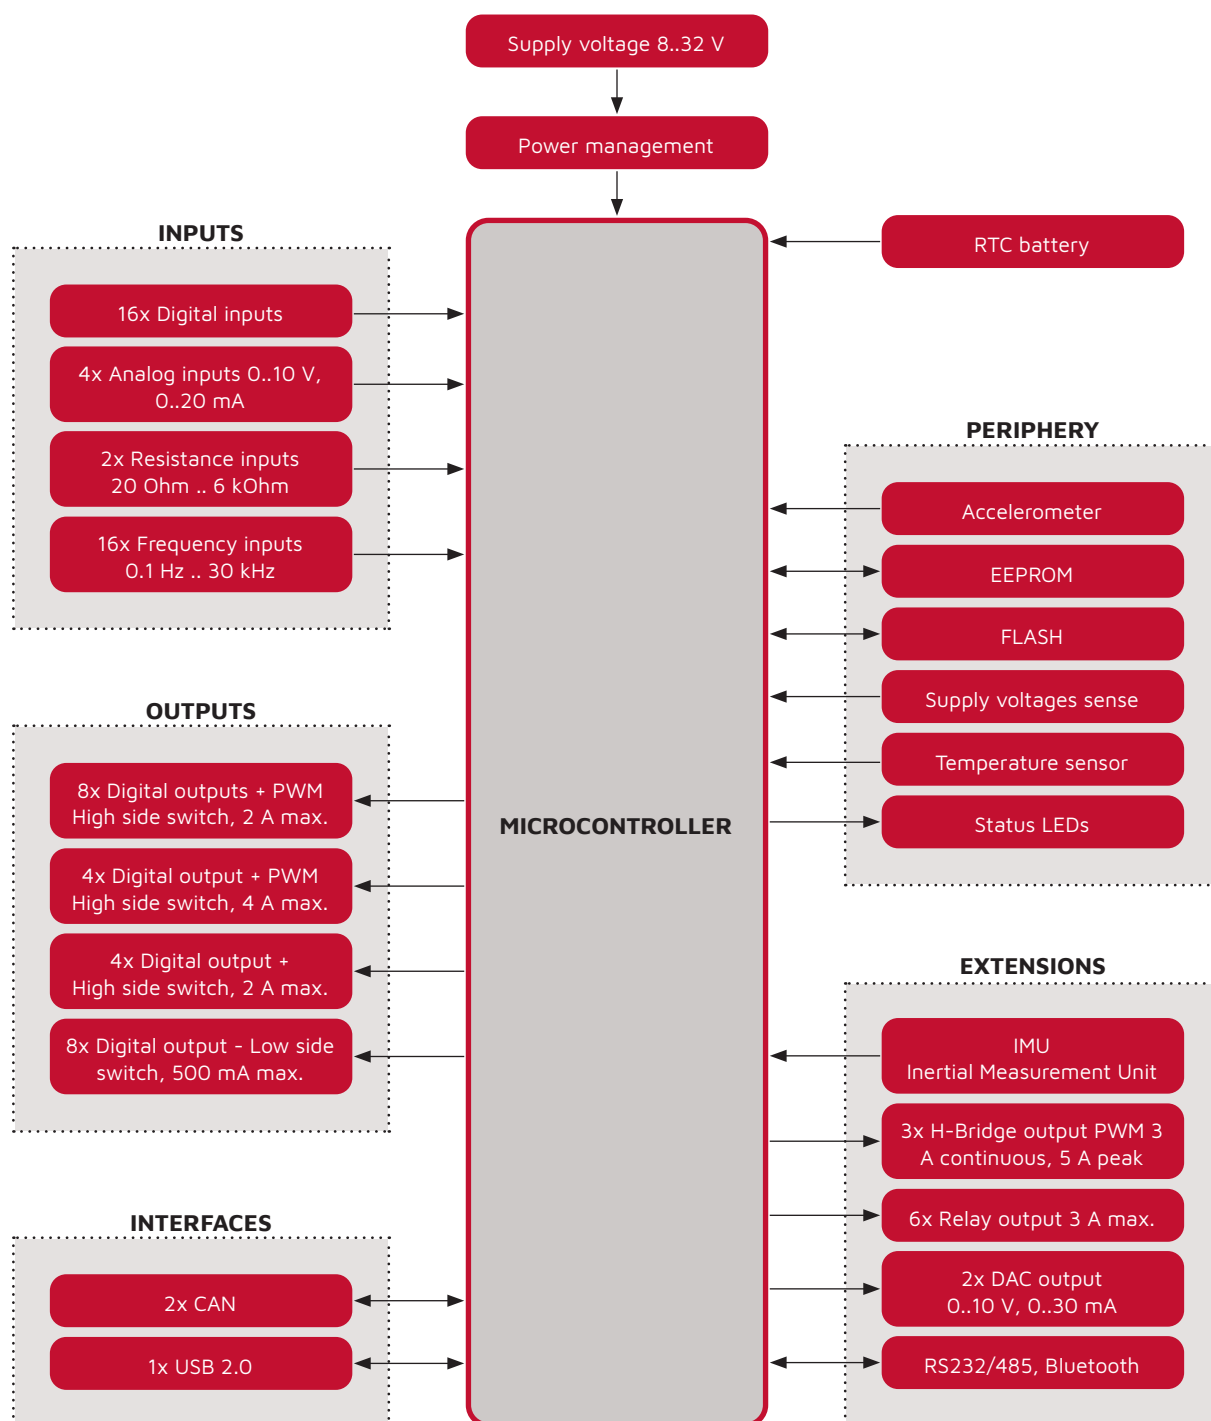 Supply voltage 8..32 V
Power management
RTC battery
INPUTS
16x Digital inputs
4x Analog inputs 0..10 V,
0..20 mA
2x Resistance inputs
20 Ohm .. 6 kOhm
16x Frequency inputs
0.1 Hz .. 30 kHz
OUTPUTS
8x Digital outputs + PWM
High side switch, 2 A max.
4x Digital output + PWM
High side switch, 4 A max.
4x Digital output +
High side switch, 2 A max.
8x Digital output - Low side
switch, 500 mA max.
INTERFACES
2x CAN
1x USB 2.0
MICROCONTROLLER
PERIPHERY
Accelerometer
EEPROM
FLASH
Supply voltages sense
Temperature sensor
Status LEDs
EXTENSIONS
IMU
Inertial Measurement Unit
3x H-Bridge output PWM 3
A continuous, 5 A peak
6x Relay output 3 A max.
2x DAC output
0..10 V, 0..30 mA
RS232/485, Bluetooth